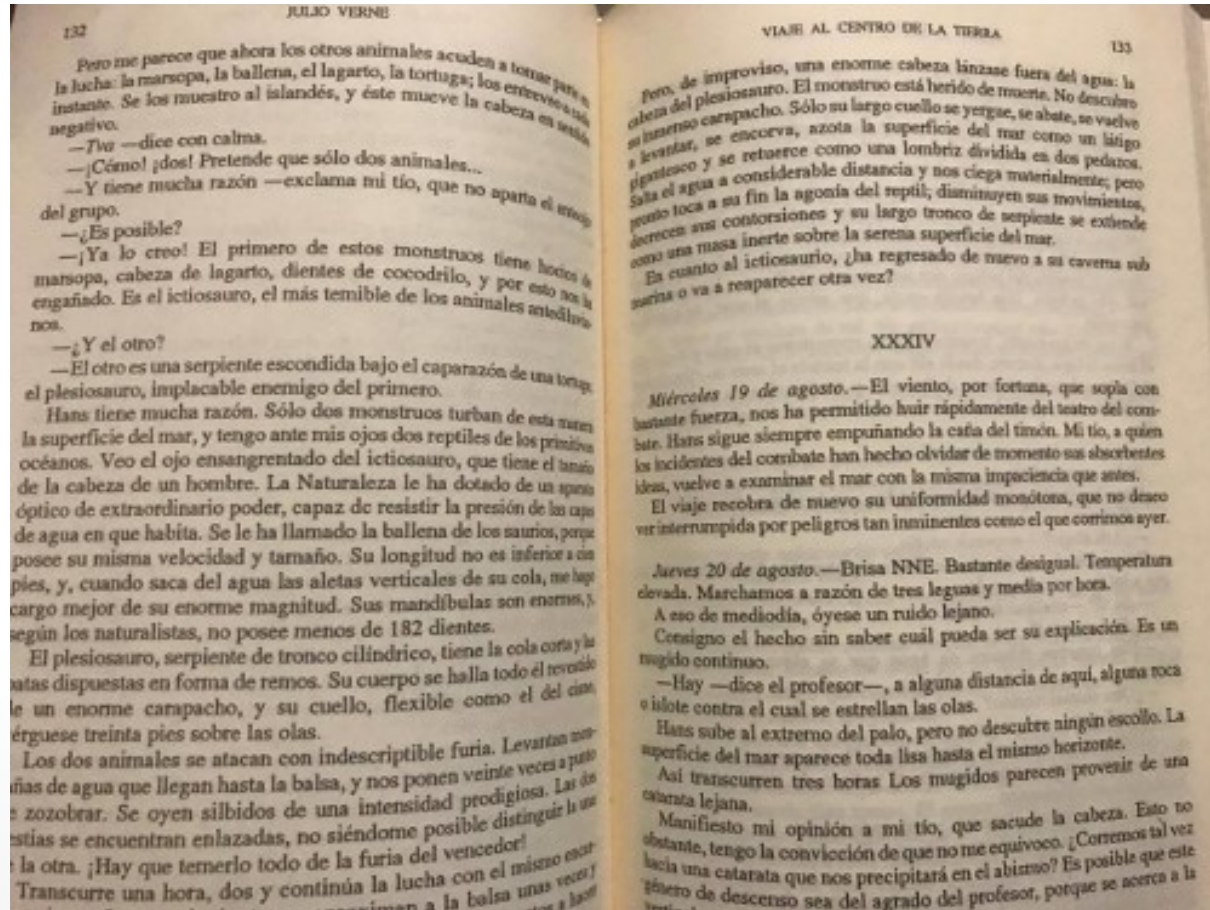 132
JULIO VERNE
Pero me parece que ahora los otros animales acuden a tomar parte en
la lucha: la marsopa, la ballena, el lagarto, la tortuga; los entreveo a cada
instante. Se los muestro al islandés, y éste mueve la cabeza en sentido
negativo.
—Tva —dice con calma.
—¡Cómo! ¡dos! Pretende que sólo dos animales...
—Y tiene mucha razón —exclama mi tío, que no aparta el anteojo
del grupo.
—¿Es posible?
—¡Ya lo creo! El primero de estos monstruos tiene hocico de
marsopa, cabeza de lagarto, dientes de cocodrilo, y por esto nos ha
engañado. Es el ictiosauro, el más temible de los animales antediluvia-
nos.
—¿Y el otro?
—El otro es una serpiente escondida bajo el caparazón de una tortuga,
el plesiosauro, implacable enemigo del primero.
Hans tiene mucha razón. Sólo dos monstruos turban de esta manera
la superficie del mar, y tengo ante mis ojos dos reptiles de los primitivos
océanos. Veo el ojo ensangrentado del ictiosauro, que tiene el tamaño
de la cabeza de un hombre. La Naturaleza le ha dotado de un aparato
óptico de extraordinario poder, capaz de resistir la presión de las capas
de agua en que habita. Se le ha llamado la ballena de los saurios, porque
posee su misma velocidad y tamaño. Su longitud no es inferior a cien
pies, y, cuando saca del agua las aletas verticales de su cola, me hago
cargo mejor de su enorme magnitud. Sus mandíbulas son enormes, y,
según los naturalistas, no posee menos de 182 dientes.
El plesiosauro, serpiente de tronco cilíndrico, tiene la cola corta y las
patas dispuestas en forma de remos. Su cuerpo se halla todo él revestido
de un enorme carapacho, y su cuello, flexible como el del cisne,
érguese treinta pies sobre las olas.
Los dos animales se atacan con indescriptible furia. Levantan mon-
ñas de agua que llegan hasta la balsa, y nos ponen veinte veces a punto
zozobrar. Se oyen silbidos de una intensidad prodigiosa. Las dos
stias se encuentran enlazadas, no siéndome posible distinguir la una
la otra. ¡Hay que temerlo todo de la furia del vencedor!
Transcurre una hora, dos y continúa la lucha con el mismo encar-
a la balsa unas veces y
VIAJE AL CENTRO DE LA TIERRA
133
Pero, de improviso, una enorme cabeza lánzase fuera del agua: la
cabeza del plesiosauro. El monstruo está herido de muerte. No descubro
su inmenso carapacho. Sólo su largo cuello se yergue, se abate, se vuelve
a levantar, se encorva, azota la superficie del mar como un látigo
gigantesco y se retuerce como una lombriz dividida en dos pedazos.
Salta el agua a considerable distancia y nos ciega materialmente; pero
pronto toca a su fin la agonía del reptil; disminuyen sus movimientos,
decrecen sus contorsiones y su largo tronco de serpiente se extiende
como una masa inerte sobre la serena superficie del mar.
En cuanto al ictiosaurio, ¿ha regresado de nuevo a su caverna sub
marina o va a reaparecer otra vez?
XXXIV
Miércoles 19 de agosto.—El viento, por fortuna, que sopla con
bastante fuerza, nos ha permitido huir rápidamente del teatro del com-
bate. Hans sigue siempre empuñando la caña del timón. Mi tío, a quien
los incidentes del combate han hecho olvidar de momento sus absorbentes
ideas, vuelve a examinar el mar con la misma impaciencia que antes.
El viaje recobra de nuevo su uniformidad monótona, que no deseo
ver interrumpida por peligros tan inminentes como el que corrimos ayer.
Jueves 20 de agosto.—Brisa NNE. Bastante desigual. Temperatura
elevada. Marchamos a razón de tres leguas y media por hora.
A eso de mediodía, óyese un ruido lejano.
Consigno el hecho sin saber cuál pueda ser su explicación. Es un
mugido continuo.
—Hay —dice el profesor—, a alguna distancia de aquí, alguna roca
o islote contra el cual se estrellan las olas.
Hans sube al extremo del palo, pero no descubre ningún escollo. La
superficie del mar aparece toda lisa hasta el mismo horizonte.
Así transcurren tres horas Los mugidos parecen provenir de una
catarata lejana.
Manifiesto mi opinión a mi tío, que sacude la cabeza. Esto no
obstante, tengo la convicción de que no me equivoco. ¿Corremos tal vez
hacia una catarata que nos precipitará en el abismo? Es posible que este
género de descenso sea del agrado del profesor, porque se acerca a la